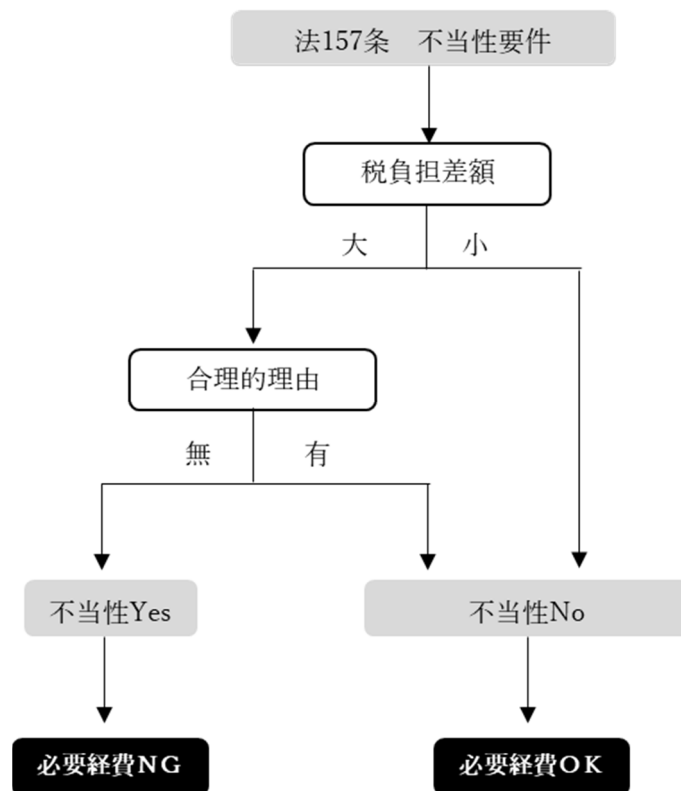 法157条　不当性要件
税負担差額
大　小
合理的理由
無　有
不当性Yes　不当性No
必要経費NG　必要経費OK